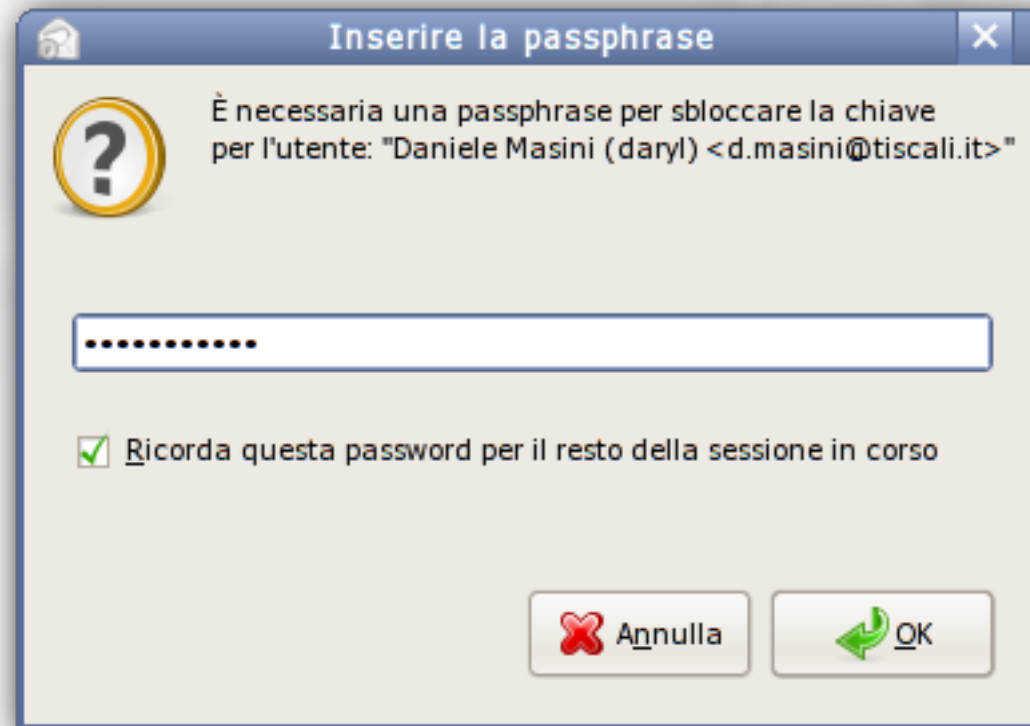 Inserire la passphrase
È necessaria una passphrase per sbloccare la chiave
per l'utente: "Daniele Masini (daryl) <d.masini@tiscali.it>"
•••••••••••
Ricorda questa password per il resto della sessione in corso
Annulla
OK